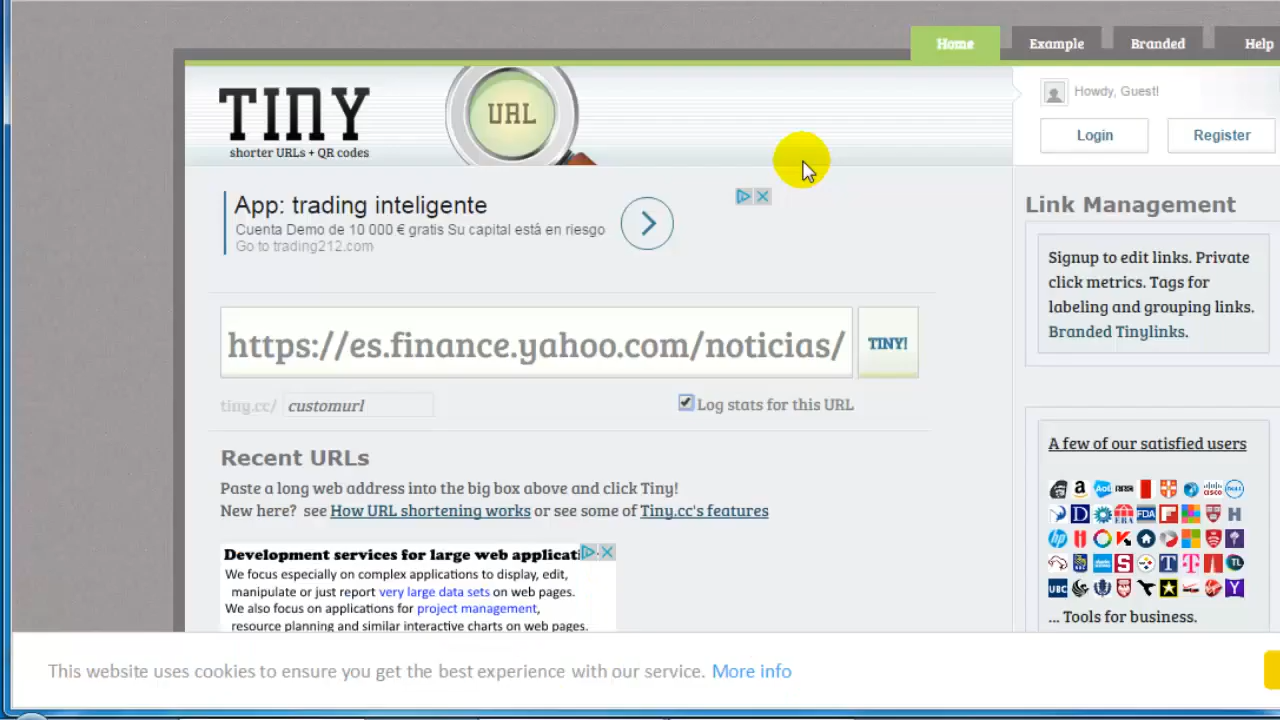 Home
Example
Branded
Help
TINY
shorter URLs + QR codes
URL
Howdy, Guest!
Login
Register
App: trading inteligente
Cuenta Demo de 10 000 € gratis Su capital está en riesgo
Go to trading212.com
Link Management
Signup to edit links. Private
click metrics. Tags for
labeling and grouping links.
Branded Tinylinks.
https://es.finance.yahoo.com/noticias/
TINY!
tiny.cc/ customurl
Log stats for this URL
Recent URLs
Paste a long web address into the big box above and click Tiny!
New here? see How URL shortening works or see some of Tiny.cc's features
A few of our satisfied users
... Tools for business.
Development services for large web applicati
We focus especially on complex applications to display, edit,
manipulate or just report very large data sets on web pages.
We also focus on applications for project management,
resource planning and similar interactive charts on web pages.
This website uses cookies to ensure you get the best experience with our service. More info